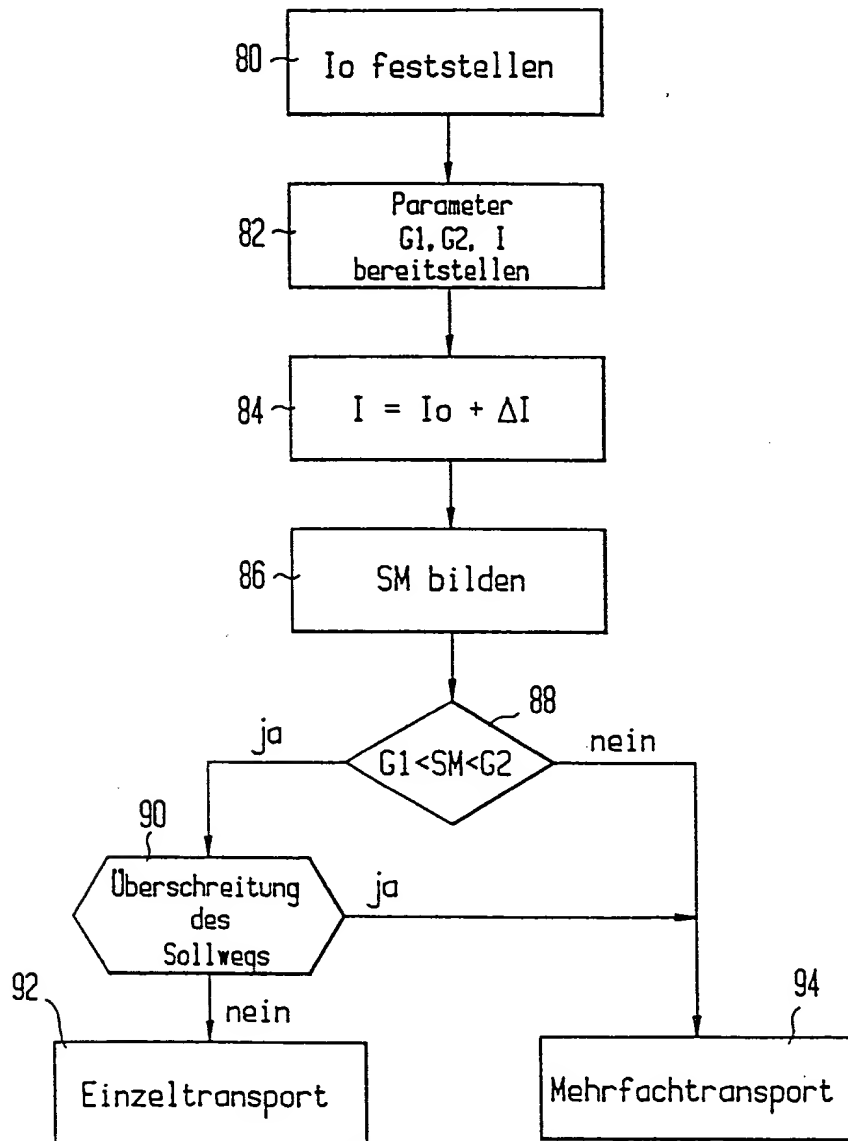 80
Io feststellen
82
Parameter
G1, G2, I
bereitstellen
84
I = Io + ΔI
86
SM bilden
88
ja
G1<SM<G2
nein
90
Überschreitung
des
Sollwegs
ja
92
nein
94
Einzeltransport
Mehrfachtransport